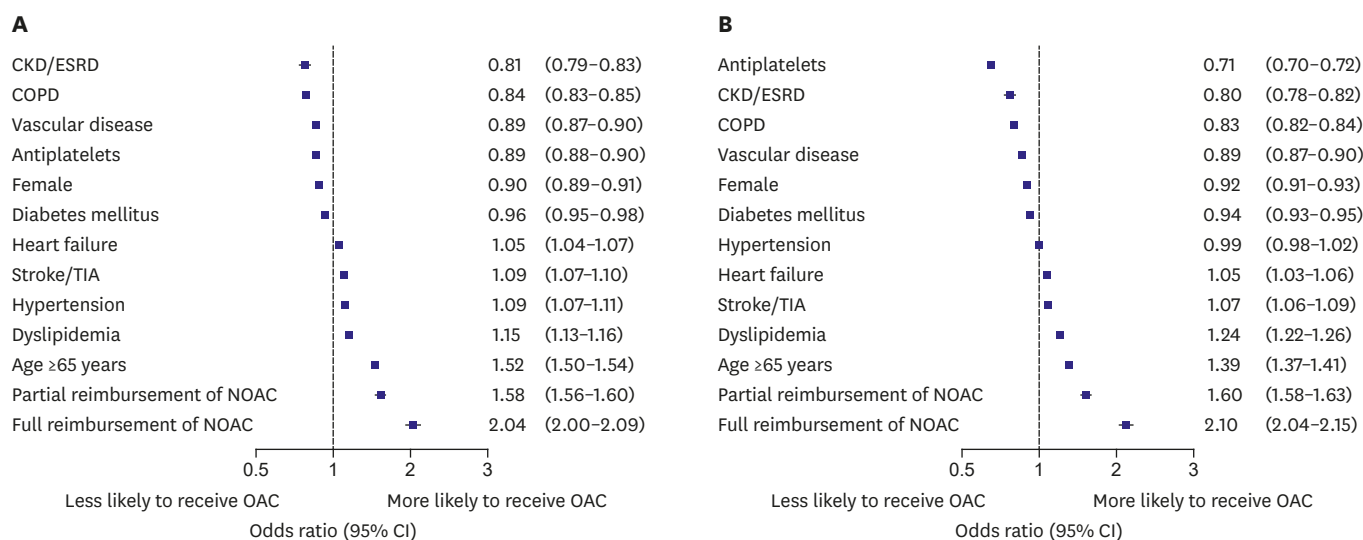 A
CKD/ESRD 0.81 (0.79–0.83)
COPD 0.84 (0.83–0.85)
Vascular disease 0.89 (0.87–0.90)
Antiplatelets 0.89 (0.88–0.90)
Female 0.90 (0.89–0.91)
Diabetes mellitus 0.96 (0.95–0.98)
Heart failure 1.05 (1.04–1.07)
Stroke/TIA 1.09 (1.07–1.10)
Hypertension 1.09 (1.07–1.11)
Dyslipidemia 1.15 (1.13–1.16)
Age ≥65 years 1.52 (1.50–1.54)
Partial reimbursement of NOAC 1.58 (1.56–1.60)
Full reimbursement of NOAC 2.04 (2.00–2.09)
0.5 1 2 3
Less likely to receive OAC More likely to receive OAC
Odds ratio (95% CI)
B
Antiplatelets 0.71 (0.70–0.72)
CKD/ESRD 0.80 (0.78–0.82)
COPD 0.83 (0.82–0.84)
Vascular disease 0.89 (0.87–0.90)
Female 0.92 (0.91–0.93)
Diabetes mellitus 0.94 (0.93–0.95)
Hypertension 0.99 (0.98–1.02)
Heart failure 1.05 (1.03–1.06)
Stroke/TIA 1.07 (1.06–1.09)
Dyslipidemia 1.24 (1.22–1.26)
Age ≥65 years 1.39 (1.37–1.41)
Partial reimbursement of NOAC 1.60 (1.58–1.63)
Full reimbursement of NOAC 2.10 (2.04–2.15)
0.5 1 2 3
Less likely to receive OAC More likely to receive OAC
Odds ratio (95% CI)